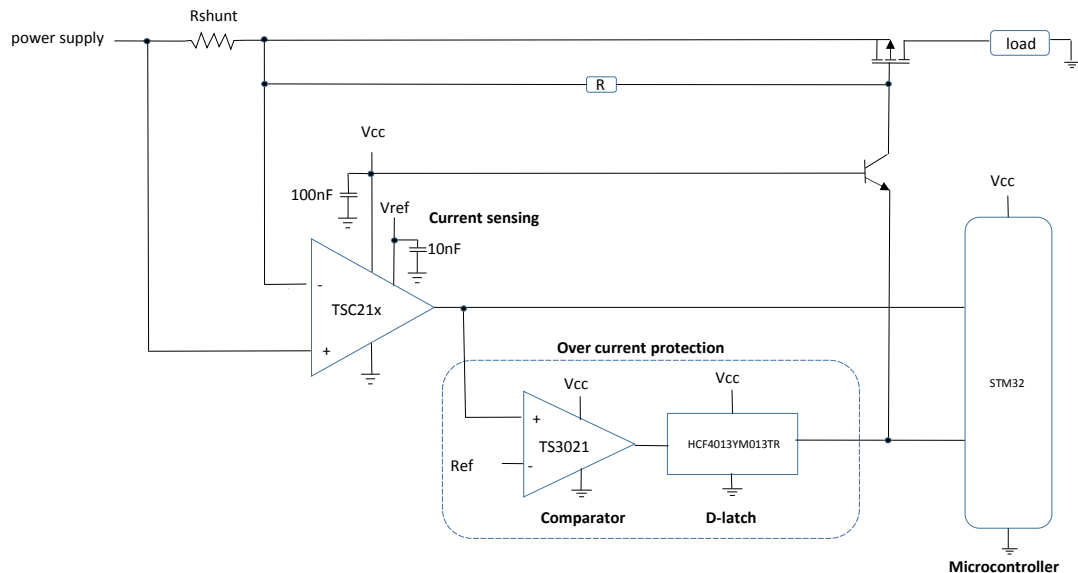 Rshunt
power supply
load
R
Vcc
100nF
Vcc
Vref
Current sensing
10nF
-
TSC21x
+
Over current protection
STM32
Vcc
Vcc
+
TS3021
HCF4013YM013TR
Ref
-
Comparator
D-latch
Microcontroller